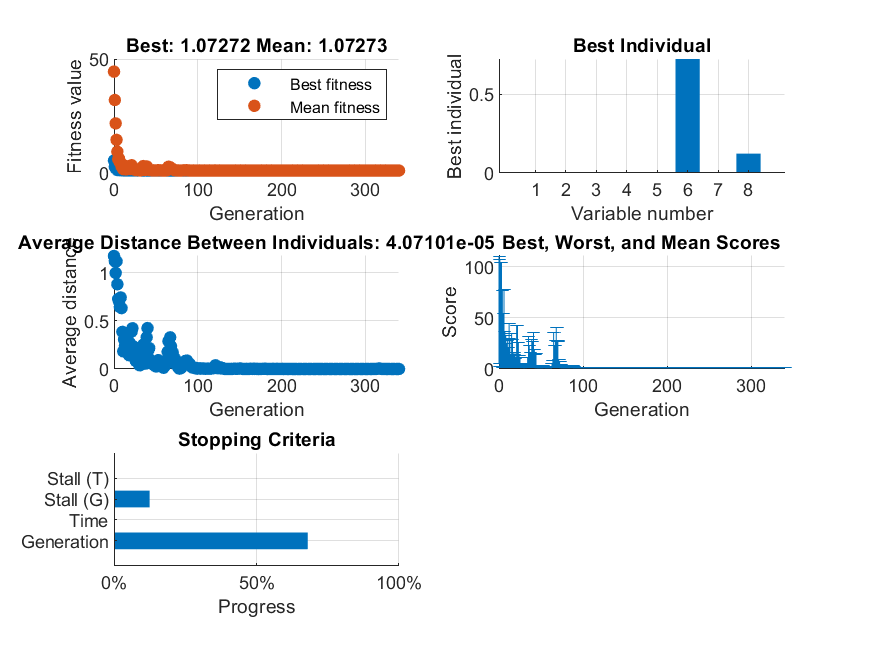 Best: 1.07272 Mean: 1.07273
Fitness value
50
0
Best fitness
Mean fitness
0 100 200 300
Generation
Best Individual
Best individual
0.5
0
1 2 3 4 5 6 7 8
Variable number
Average Distance Between Individuals: 4.07101e-05
Average distance
1
0.5
0
0 100 200 300
Generation
Best, Worst, and Mean Scores
Score
100
50
0
0 100 200 300
Generation
Stopping Criteria
Stall (T)
Stall (G)
Time
Generation
0% 50% 100%
Progress